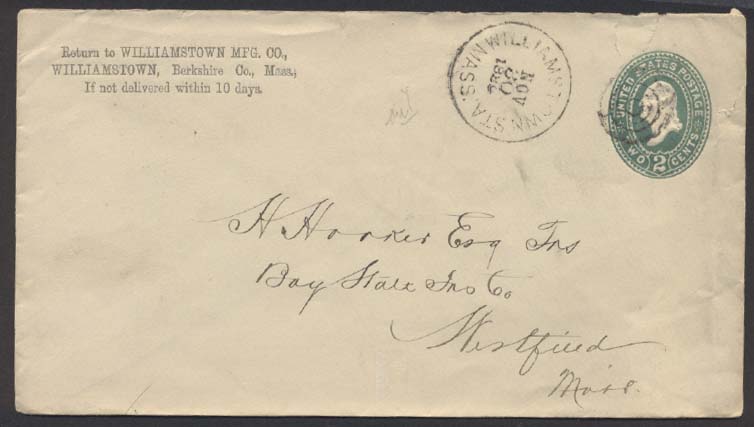 Return to WILLIAMSTOWN MFG. CO.,
WILLIAMSTOWN, Berkshire Co., Mass.,
If not delivered within 10 days.
WILLIAMSTOWN STA. MASS.
NOV
30
UNITED STATES POSTAGE
TWO 2 CENTS
H Hooker Esq Trs
Bay State Ins Co.
Westfield
Mass.